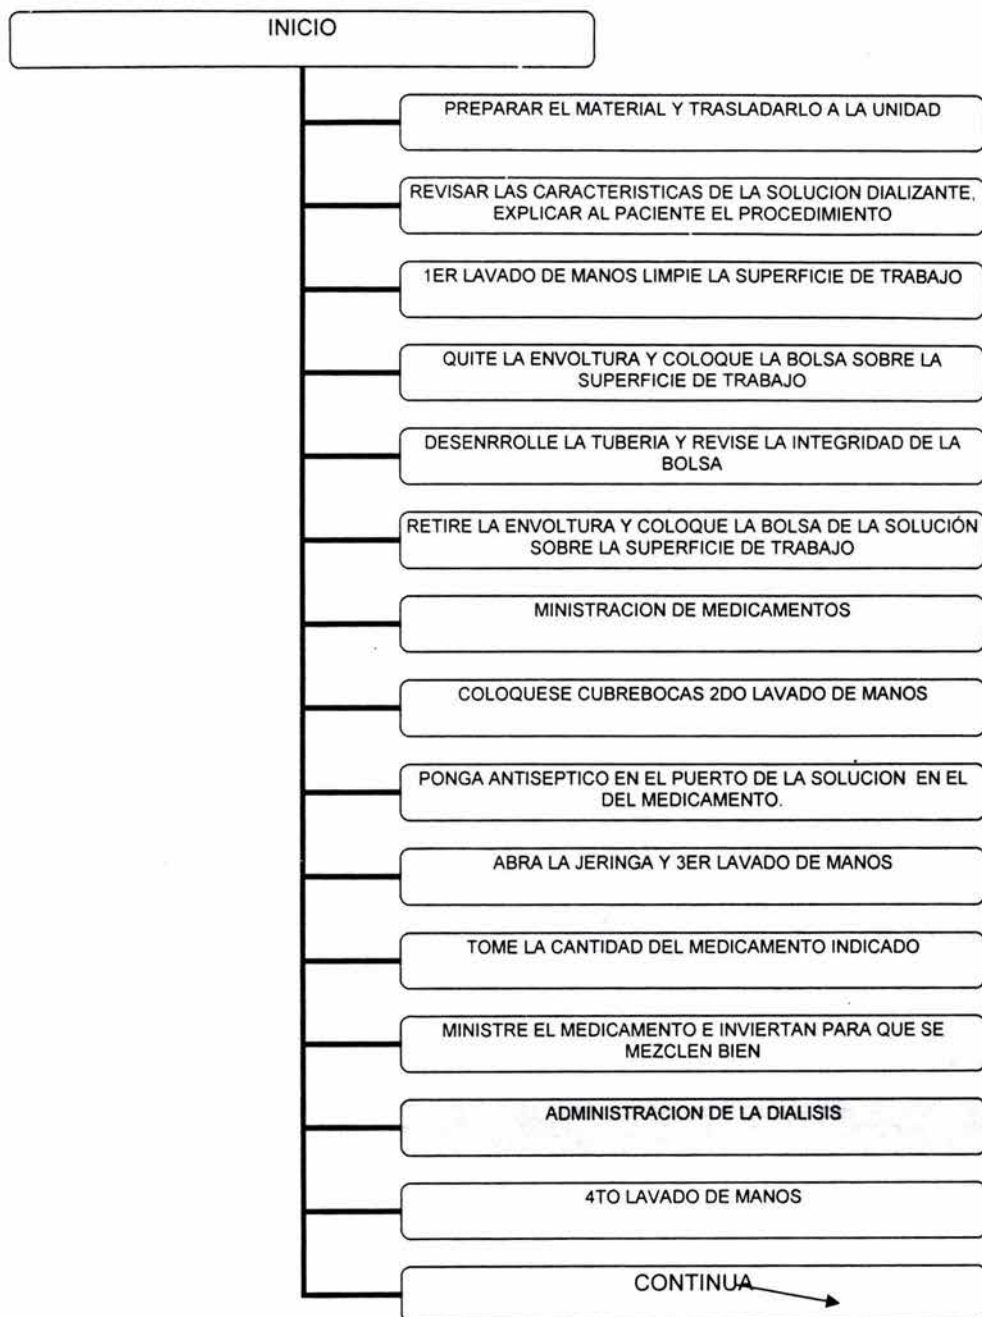 INICIO
PREPARAR EL MATERIAL Y TRASLADARLO A LA UNIDAD
REVISAR LAS CARACTERISTICAS DE LA SOLUCION DIALIZANTE,
EXPLICAR AL PACIENTE EL PROCEDIMIENTO
1ER LAVADO DE MANOS LIMPIE LA SUPERFICIE DE TRABAJO
QUITE LA ENVOLTURA Y COLOQUE LA BOLSA SOBRE LA
SUPERFICIE DE TRABAJO
DESENRROLLE LA TUBERIA Y REVISE LA INTEGRIDAD DE LA
BOLSA
RETIRE LA ENVOLTURA Y COLOQUE LA BOLSA DE LA SOLUCIÓN
SOBRE LA SUPERFICIE DE TRABAJO
MINISTRACION DE MEDICAMENTOS
COLOQUESE CUBREBOCAS 2DO LAVADO DE MANOS
PONGA ANTISEPTICO EN EL PUERTO DE LA SOLUCION EN EL
DEL MEDICAMENTO.
ABRA LA JERINGA Y 3ER LAVADO DE MANOS
TOME LA CANTIDAD DEL MEDICAMENTO INDICADO
MINISTRE EL MEDICAMENTO E INVIERTAN PARA QUE SE
MEZCLEN BIEN
ADMINISTRACION DE LA DIALISIS
4TO LAVADO DE MANOS
CONTINUA